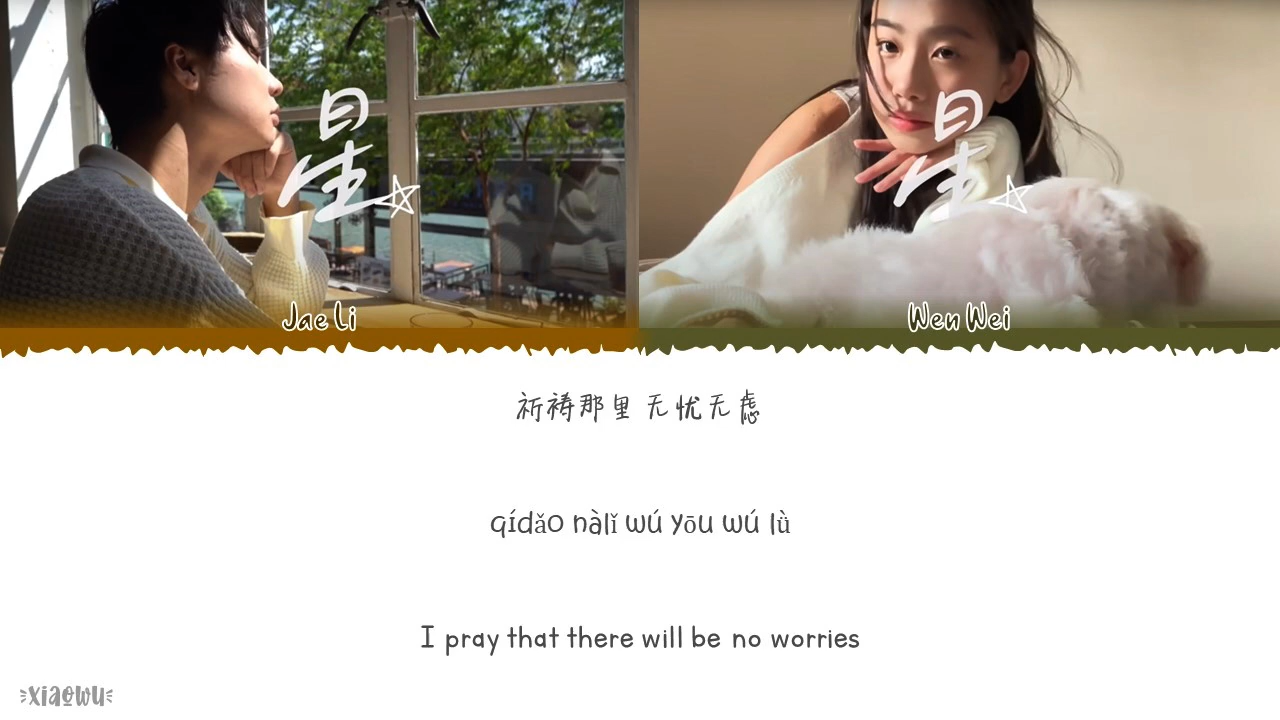 星
星
Jae Li
Wen Wei
祈祷那里 无忧无虑
qídǎo nàlǐ wú yōu wú lǜ
I pray that there will be no worries
xiaowu